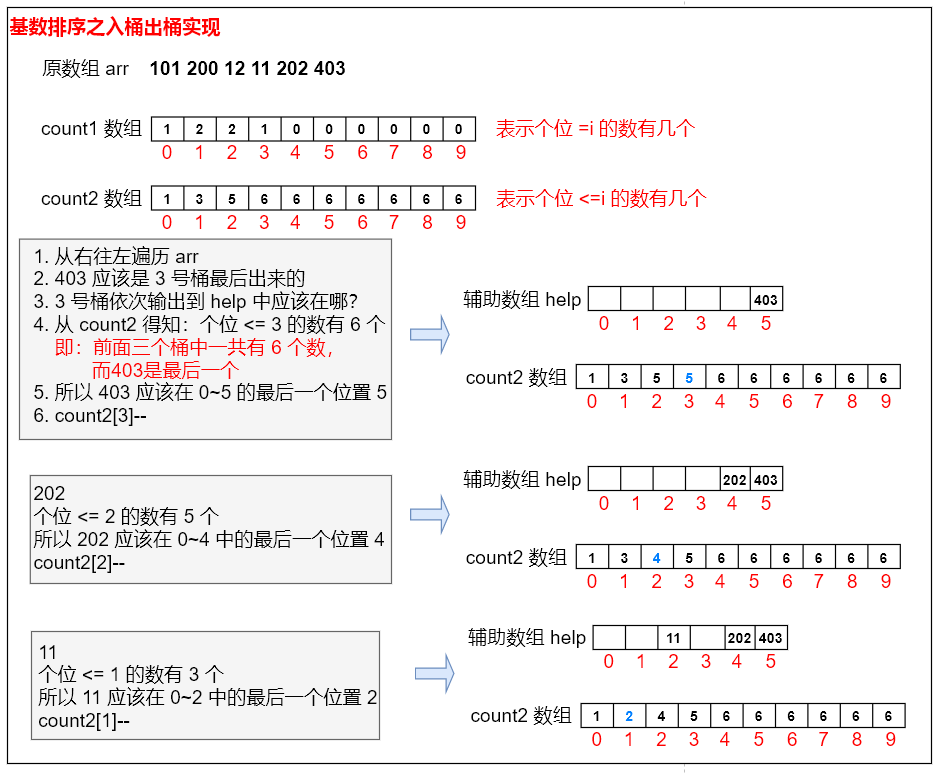 基数排序之入桶出桶实现
原数组 arr 101 200 12 11 202 403
count1 数组 1 2 2 1 0 0 0 0 0 0 表示个位 =i 的数有几个
0 1 2 3 4 5 6 7 8 9
count2 数组 1 3 5 6 6 6 6 6 6 6 表示个位 <=i 的数有几个
0 1 2 3 4 5 6 7 8 9
1. 从右往左遍历 arr
2. 403 应该是 3 号桶最后出来的
3. 3 号桶依次输出到 help 中应该在哪?
4. 从 count2 得知：个位 <= 3 的数有 6 个
即：前面三个桶中一共有 6 个数，
而403是最后一个
5. 所以 403 应该在 0~5 的最后一个位置 5
6. count2[3]--
辅助数组 help 403
0 1 2 3 4 5
count2 数组 1 3 5 5 6 6 6 6 6 6
0 1 2 3 4 5 6 7 8 9
202
个位 <= 2 的数有 5 个
所以 202 应该在 0~4 中的最后一个位置 4
count2[2]--
辅助数组 help 202 403
0 1 2 3 4 5
count2 数组 1 3 4 5 6 6 6 6 6 6
0 1 2 3 4 5 6 7 8 9
11
个位 <= 1 的数有 3 个
所以 11 应该在 0~2 中的最后一个位置 2
count2[1]--
辅助数组 help 11 202 403
0 1 2 3 4 5
count2 数组 1 2 4 5 6 6 6 6 6 6
0 1 2 3 4 5 6 7 8 9